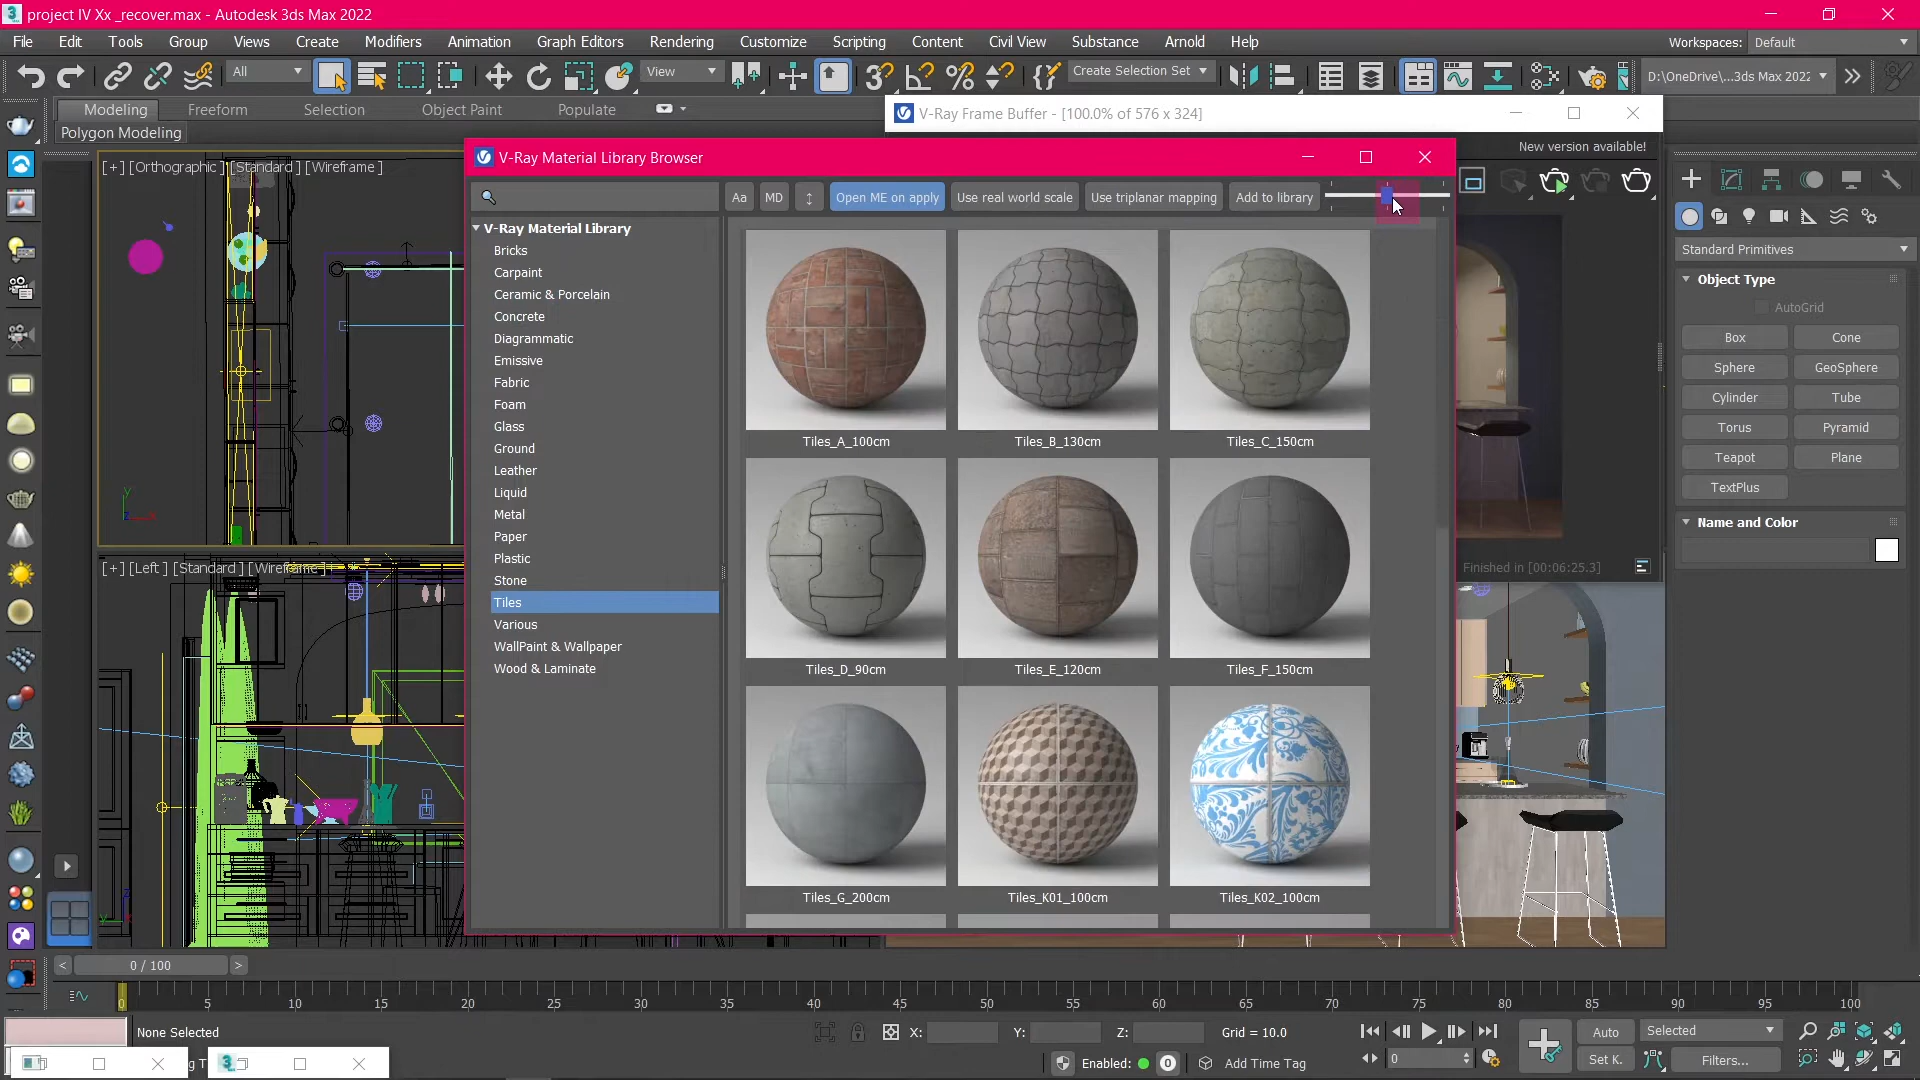 project IV Xx _recover.max - Autodesk 3ds Max 2022
File Edit Tools Group Views Create Modifiers Animation Graph Editors Rendering Customize Scripting Content Civil View Substance Arnold Help
Workspaces: Default
All
View
Create Selection Set
D:\OneDrive\...3ds Max 2022
Modeling Freeform Selection Object Paint Populate
Polygon Modeling
V-Ray Frame Buffer - [100.0% of 576 x 324]
New version available!
[+] [Orthographic ] [Standard ] [Wireframe ]
V-Ray Material Library Browser
Aa MD Open ME on apply Use real world scale Use triplanar mapping Add to library
V-Ray Material Library
Bricks
Carpaint
Ceramic & Porcelain
Concrete
Diagrammatic
Emissive
Fabric
Foam
Glass
Ground
Leather
Liquid
Metal
Paper
Plastic
Stone
Tiles
Various
WallPaint & Wallpaper
Wood & Laminate
Tiles_A_100cm Tiles_B_130cm Tiles_C_150cm
Tiles_D_90cm Tiles_E_120cm Tiles_F_150cm
Tiles_G_200cm Tiles_K01_100cm Tiles_K02_100cm
Finished in [00:06:25.3]
Standard Primitives
Object Type
AutoGrid
Box Cone
Sphere GeoSphere
Cylinder Tube
Torus Pyramid
Teapot Plane
TextPlus
Name and Color
[+] [Left ] [Standard ] [Wireframe ]
< 0 / 100 >
0 5 10 15 20 25 30 35 40 45 50 55 60 65 70 75 80 85 90 95 100
None Selected
X: Y: Z: Grid = 10.0
Enabled: 0 Add Time Tag
0
Auto Selected
Set K. Filters...